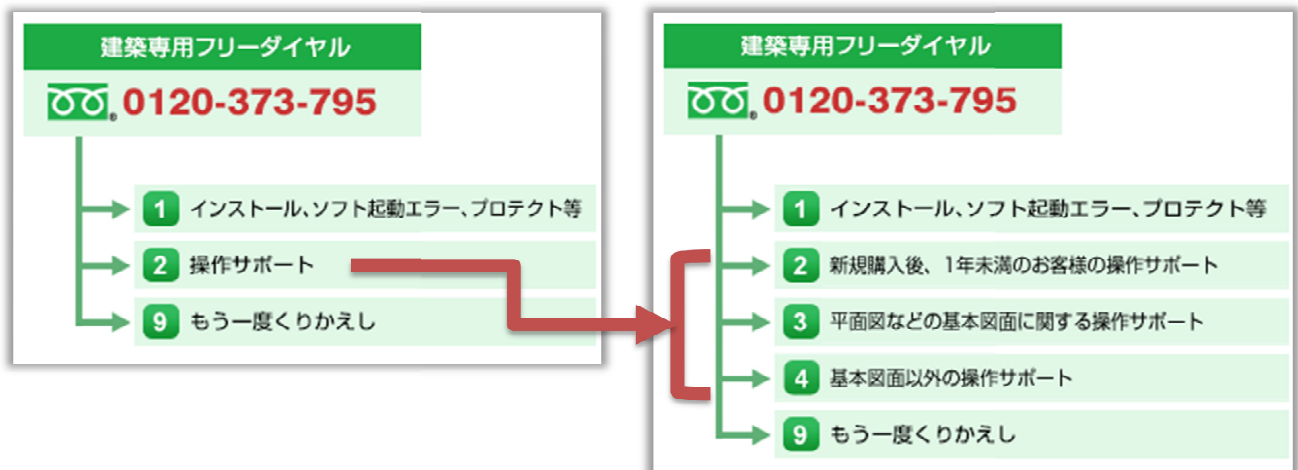 建築専用フリーダイヤル
0120-373-795
1 インストール、ソフト起動エラー、プロテクト等
2 操作サポート
9 もう一度くりかえし
建築専用フリーダイヤル
0120-373-795
1 インストール、ソフト起動エラー、プロテクト等
2 新規購入後、1年未満のお客様の操作サポート
3 平面図などの基本図面に関する操作サポート
4 基本図面以外の操作サポート
9 もう一度くりかえし